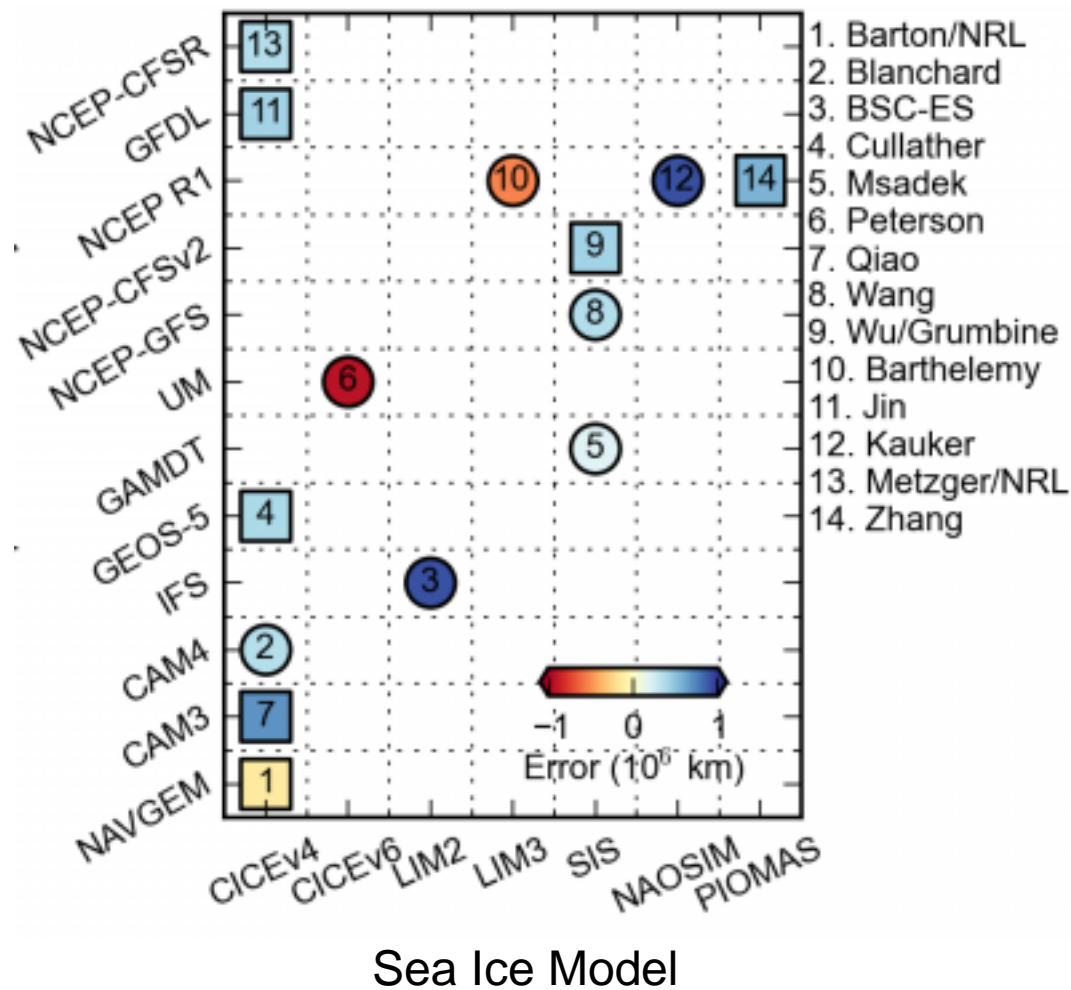 NCEP-CFSR
GFDL
NCEP R1
NCEP-CFSv2
NCEP-GFS
UM
GAMDT
GEOS-5
IFS
CAM4
CAM3
NAVGEM
13
11
10 12 14
9
8
6
5
4
3
2
7
1
−1 0 1
Error (10⁶ km)
CICEv4 CICEv6 LIM2 LIM3 SIS NAOSIM PIOMAS
Sea Ice Model
1. Barton/NRL
2. Blanchard
3. BSC-ES
4. Cullather
5. Msadek
6. Peterson
7. Qiao
8. Wang
9. Wu/Grumbine
10. Barthelemy
11. Jin
12. Kauker
13. Metzger/NRL
14. Zhang